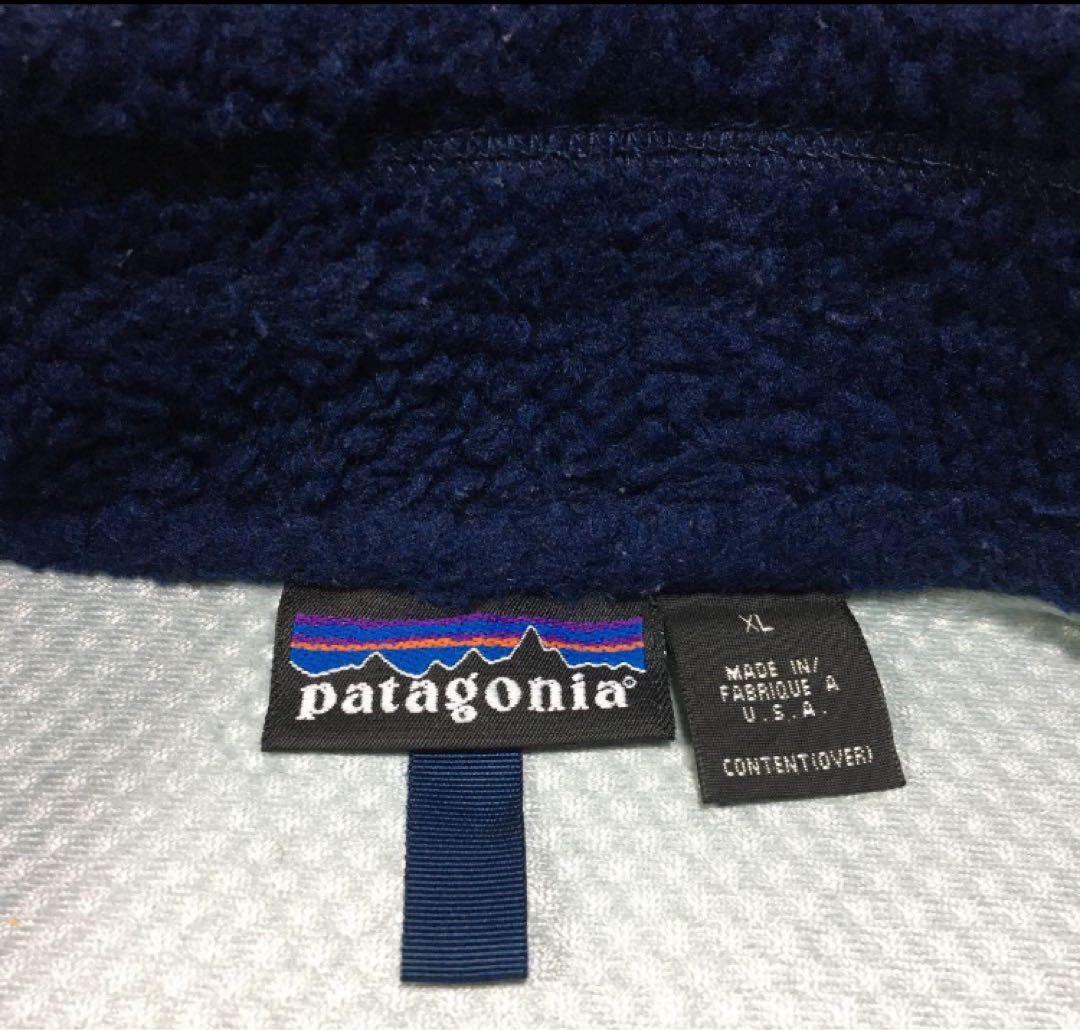 patagonia®
XL
MADE IN/
FABRIQUE A
U.S.A.
CONTENT(OVER)